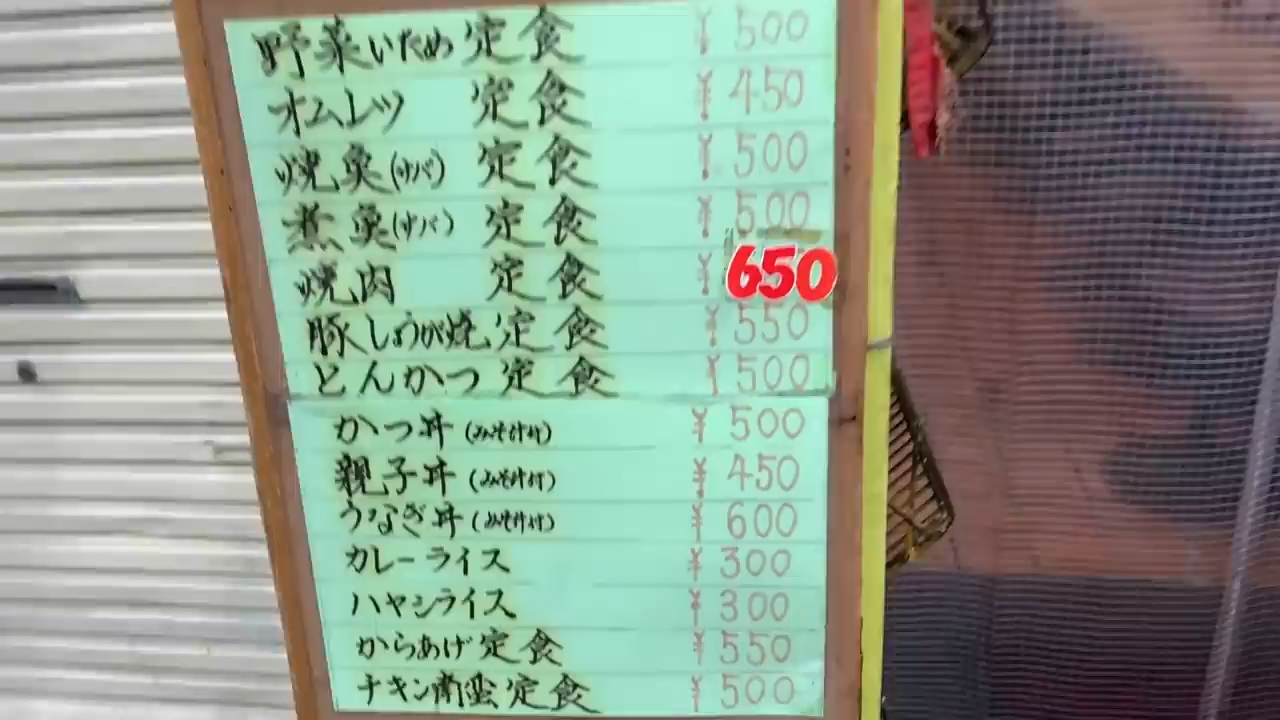 野菜いため定食 ¥500
オムレツ 定食 ¥450
焼魚(サバ) 定食 ¥500
煮魚(サバ) 定食 ¥500
焼肉 定食 ¥650
豚しょうが焼定食 ¥550
とんかつ定食 ¥500
かつ丼(みそ汁付) ¥500
親子丼(みそ汁付) ¥450
うなぎ丼(みそ汁付) ¥600
カレーライス ¥300
ハヤシライス ¥300
からあげ定食 ¥550
チキン南蛮定食 ¥500